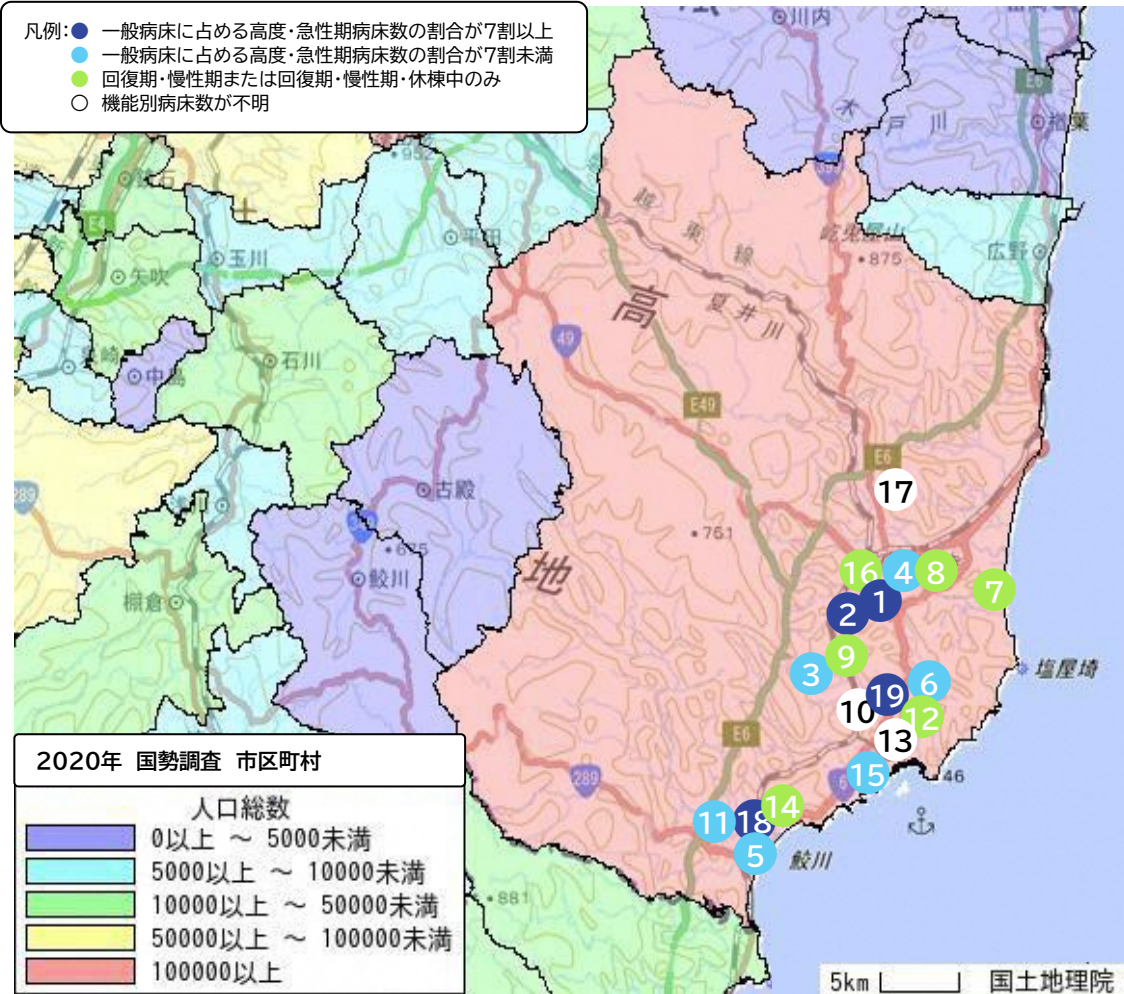 凡例:● 一般病床に占める高度・急性期病床数の割合が7割以上
● 一般病床に占める高度・急性期病床数の割合が7割未満
● 回復期・慢性期または回復期・慢性期・休棟中のみ
○ 機能別病床数が不明
川内
E6
木戸川
楢葉
399
952
E4
玉川
平田
矢吹
越東線
875
広野
高
夏井川
49
石川
中島
E49
289
E6
古殿
17
761
675
地
鮫川
棚倉
16
4
8
7
2
1
9
3
塩屋埼
19
6
10
12
13
E6
15
46
289
6
14
11
18
5
鮫川
881
2020年 国勢調査 市区町村
人口総数
0以上 ～ 5000未満
5000以上 ～ 10000未満
10000以上 ～ 50000未満
50000以上 ～ 100000未満
100000以上
5km 国土地理院